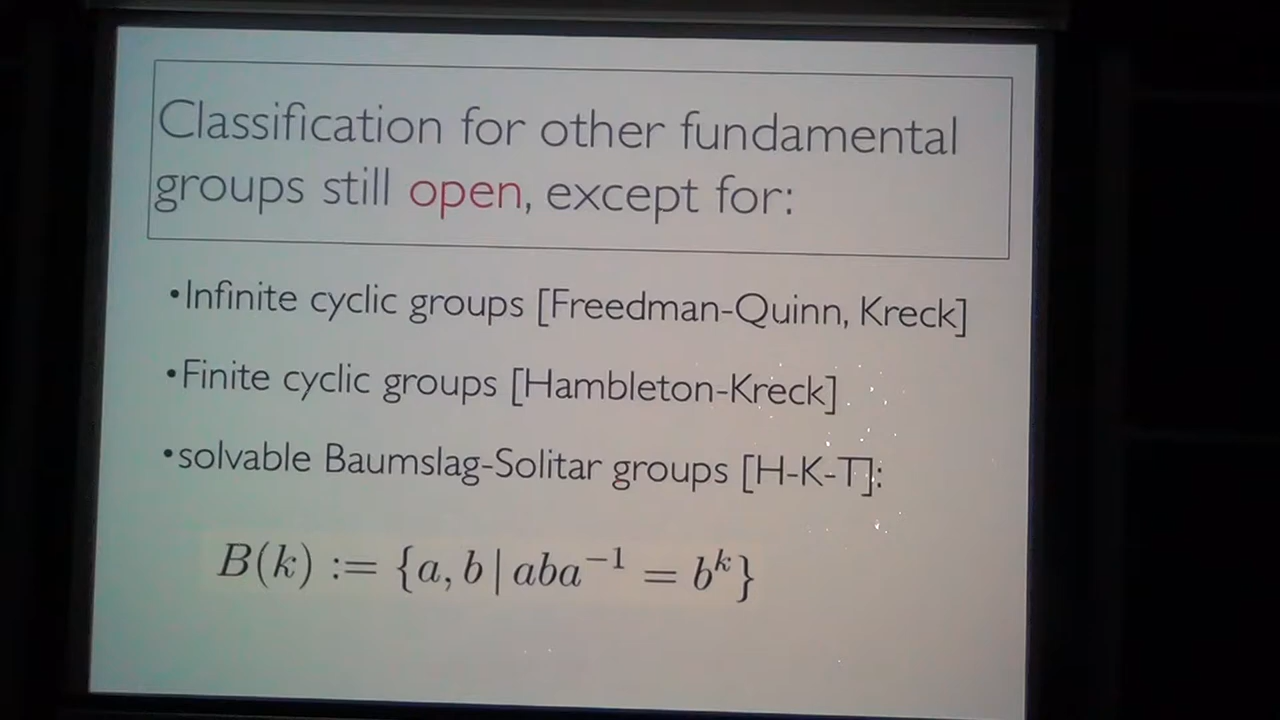 Classification for other fundamental
groups still open, except for:
•Infinite cyclic groups [Freedman-Quinn, Kreck]
•Finite cyclic groups [Hambleton-Kreck]
•solvable Baumslag-Solitar groups [H-K-T]:
B(k) := {a, b | aba⁻¹ = bᵏ}